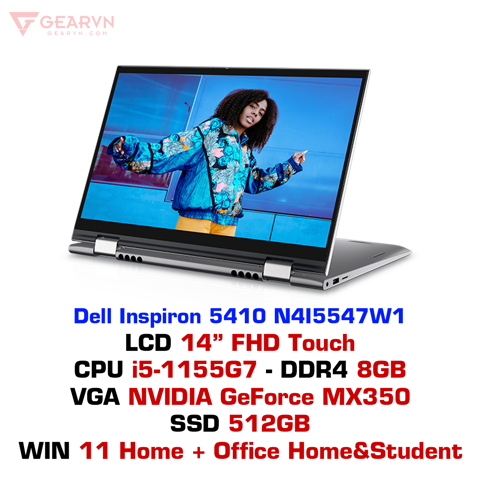 GEARVN
GEARVN.COM
Dell Inspiron 5410 N4I5547W1
LCD 14” FHD Touch
CPU i5-1155G7 - DDR4 8GB
VGA NVIDIA GeForce MX350
SSD 512GB
WIN 11 Home + Office Home&Student